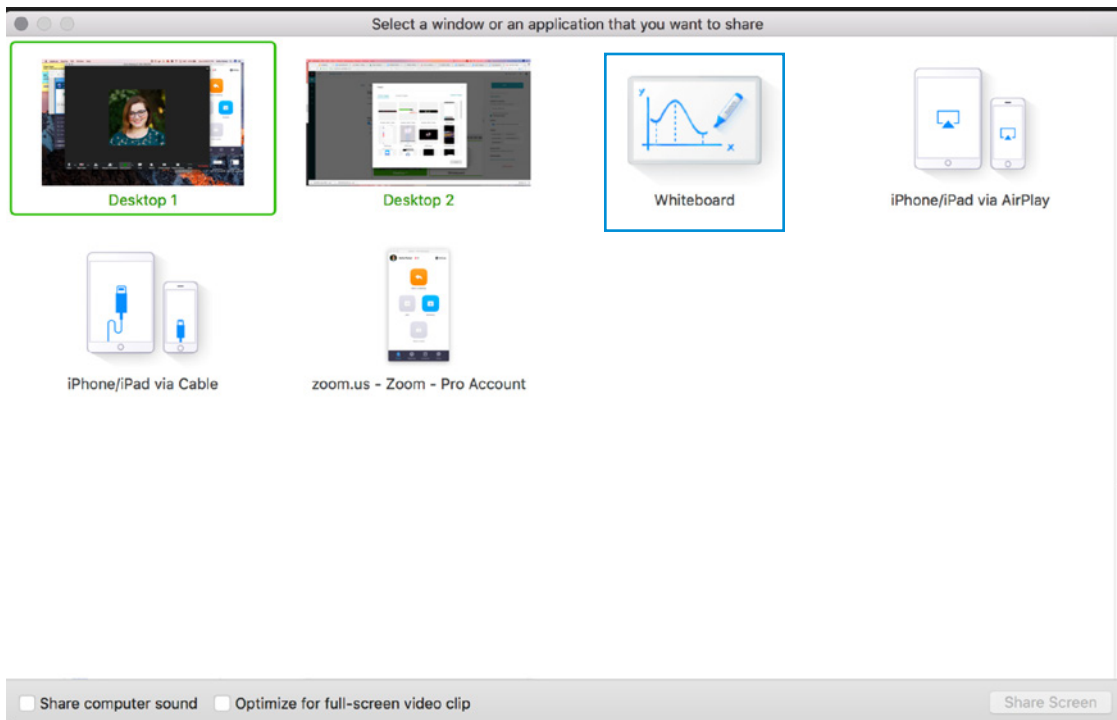 Select a window or an application that you want to share
Desktop 1
Desktop 2
y
x
Whiteboard
iPhone/iPad via AirPlay
iPhone/iPad via Cable
zoom.us - Zoom - Pro Account
Share computer sound
Optimize for full-screen video clip
Share Screen